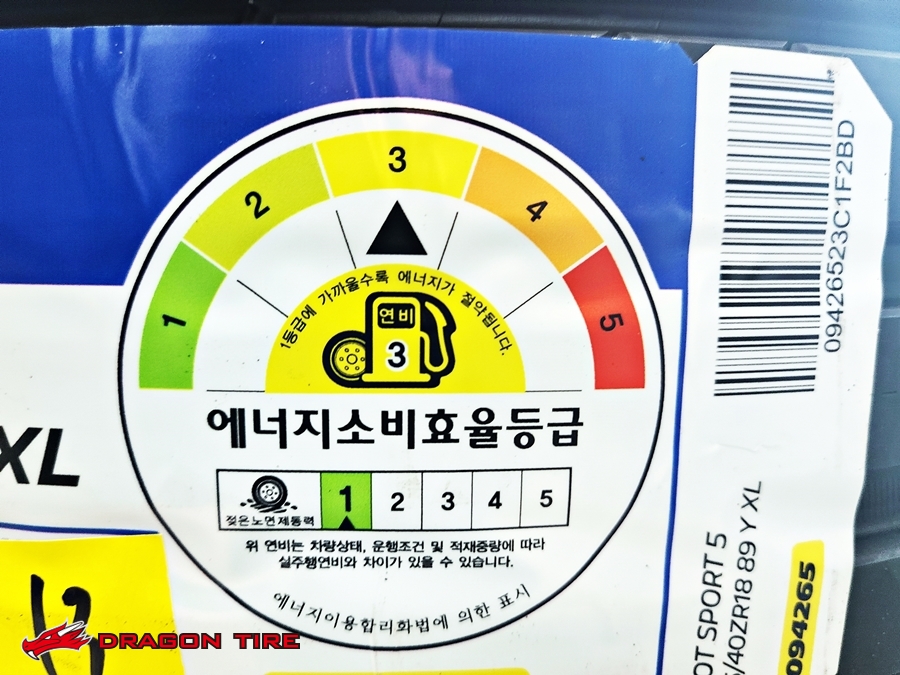 1
2
3
4
5
1등급에 가까울수록 에너지가 절약됩니다.
연비
3
에너지소비효율등급
젖은노면제동력
1 2 3 4 5
위 연비는 차량상태, 운행조건 및 적재중량에 따라
실주행연비와 차이가 있을 수 있습니다.
에너지이용합리화법에 의한 표시
XL
DRAGON TIRE
09426523C1F2BD
SPORT 5
/40ZR18 89 Y XL
094265